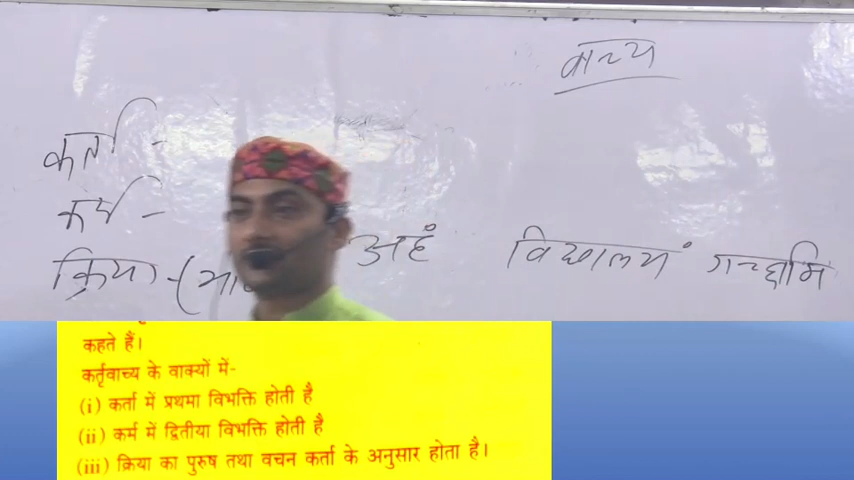 वाच्य
कर्ता -
कर्म -
क्रिया - (
अहं विद्यालयं गच्छामि
कहते हैं।
कर्तृवाच्य के वाक्यों में-
(i) कर्ता में प्रथमा विभक्ति होती है
(ii) कर्म में द्वितीया विभक्ति होती है
(iii) क्रिया का पुरुष तथा वचन कर्ता के अनुसार होता है।